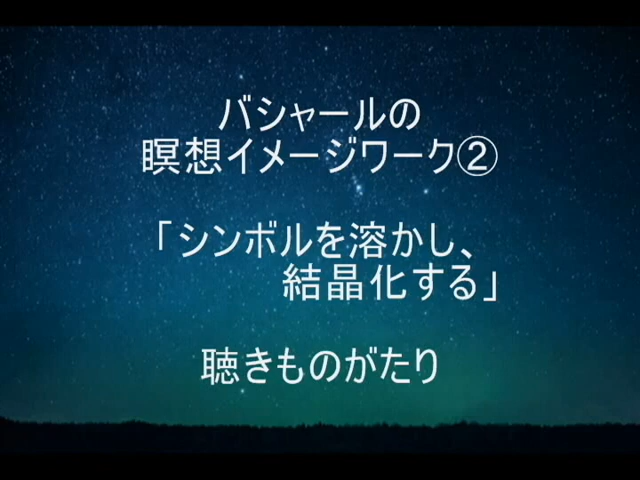 バシャールの
瞑想イメージワーク②
「シンボルを溶かし、
結晶化する」
聴きものがたり